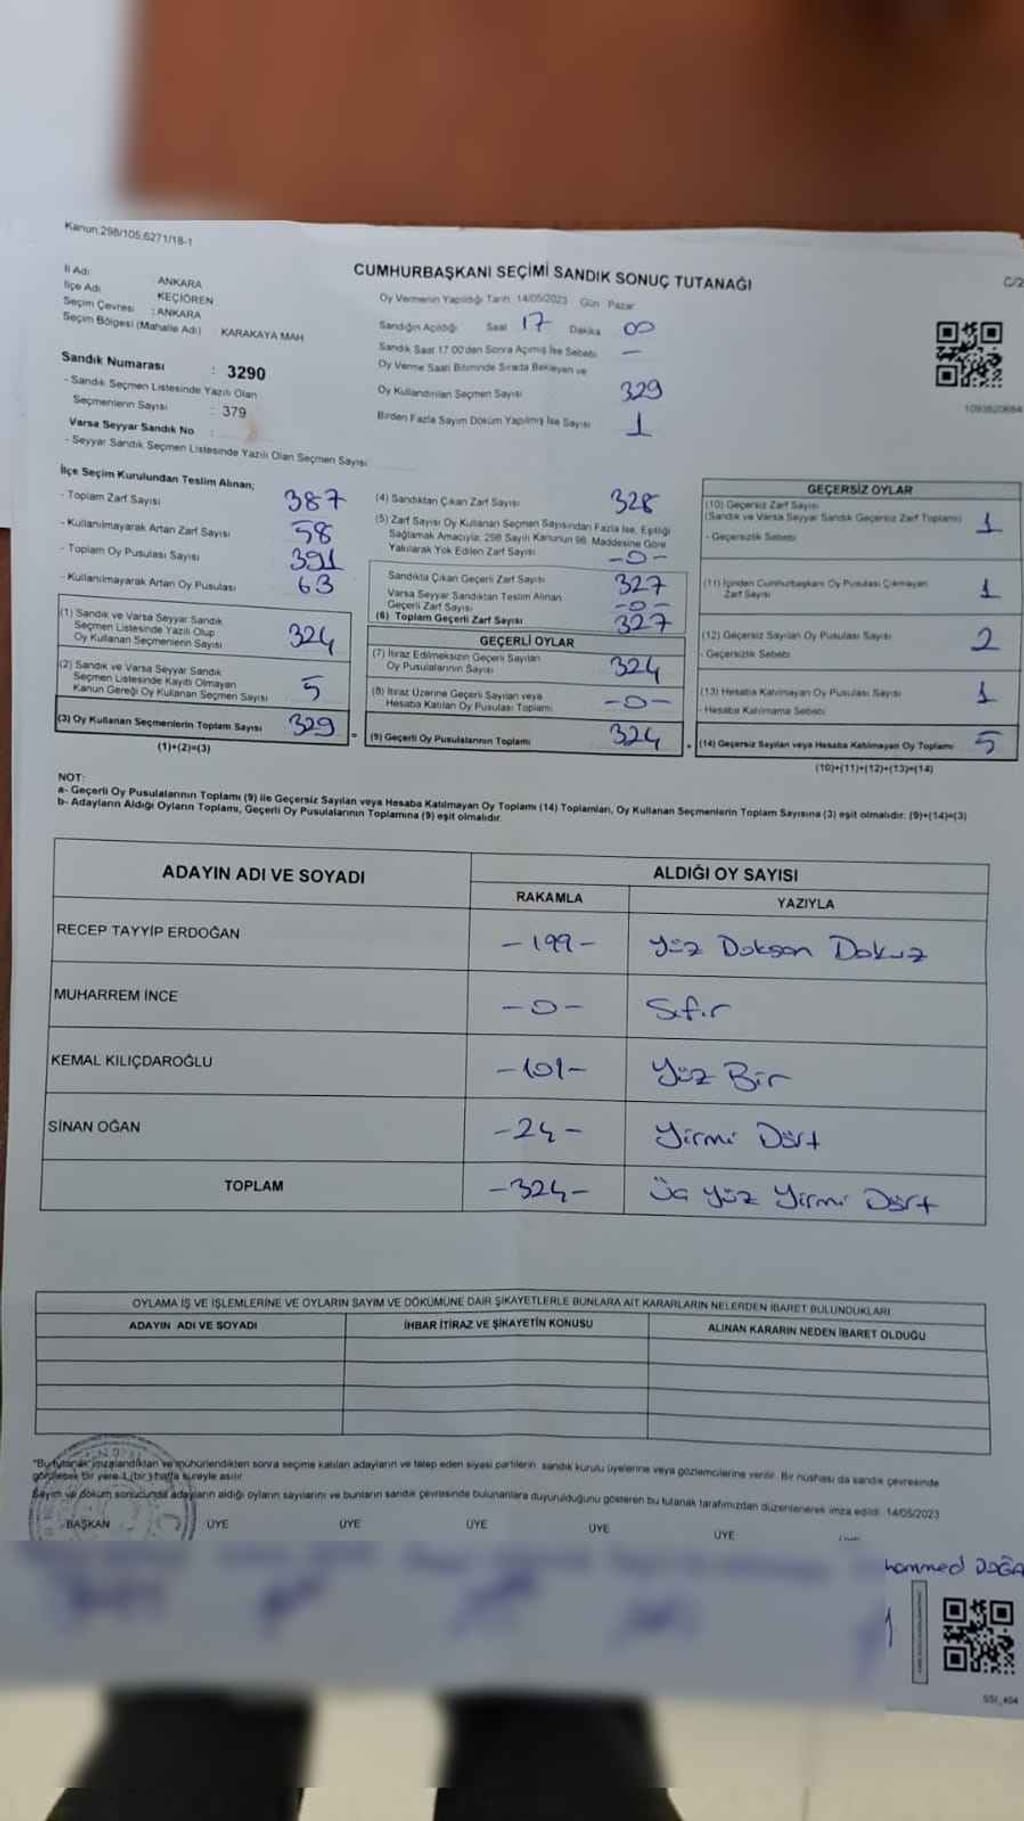 Kanun:298/105,6271/18-1
CUMHURBAŞKANI SEÇİMİ SANDIK SONUÇ TUTANAĞI
C/2
İl Adı : ANKARA
İlçe Adı : KEÇİÖREN
Seçim Çevresi : ANKARA
Seçim Bölgesi (Mahalle Adı) KARAKAYA MAH
Sandık Numarası : 3290
- Sandık Seçmen Listesinde Yazılı Olan
Seçmenlerin Sayısı : 379
Varsa Seyyar Sandık No :
- Seyyar Sandık Seçmen Listesinde Yazılı Olan Seçmen Sayısı
Oy Vermenin Yapıldığı Tarih: 14/05/2023 Gün: Pazar
Sandığın Açıldığı Saat 17 Dakika 00
Sandık Saat 17.00'den Sonra Açılmış İse Sebebi —
Oy Verme Saati Bitiminde Sırada Bekleyen ve
Oy Kullandırılan Seçmen Sayısı 329
Birden Fazla Sayım Döküm Yapılmış İse Sayısı 1
İlçe Seçim Kurulundan Teslim Alınan;
- Toplam Zarf Sayısı 387
- Kullanılmayarak Artan Zarf Sayısı 58
- Toplam Oy Pusulası Sayısı 391
- Kullanılmayarak Artan Oy Pusulası 63
(1) Sandık ve Varsa Seyyar Sandık
Seçmen Listesinde Yazılı Olup
Oy Kullanan Seçmenlerin Sayısı 324
(2) Sandık ve Varsa Seyyar Sandık
Seçmen Listesinde Kayıtlı Olmayan
Kanun Gereği Oy Kullanan Seçmen Sayısı 5
(3) Oy Kullanan Seçmenlerin Toplam Sayısı 329
(1)+(2)=(3)
(4) Sandıktan Çıkan Zarf Sayısı 328
(5) Zarf Sayısı Oy Kullanan Seçmen Sayısından Fazla İse, Eşitliği
Sağlamak Amacıyla; 298 Sayılı Kanunun 98. Maddesine Göre
Yakılarak Yok Edilen Zarf Sayısı -0-
Sandıkta Çıkan Geçerli Zarf Sayısı 327
Varsa Seyyar Sandıktan Teslim Alınan
Geçerli Zarf Sayısı -0-
(6) Toplam Geçerli Zarf Sayısı 327
GEÇERLİ OYLAR
(7) İtiraz Edilmeksizin Geçerli Sayılan
Oy Pusulalarının Sayısı 324
(8) İtiraz Üzerine Geçerli Sayılan veya
Hesaba Katılan Oy Pusulası Toplamı -0-
(9) Geçerli Oy Pusulalarının Toplamı 324
GEÇERSİZ OYLAR
(10) Geçersiz Zarf Sayısı
(Sandık ve Varsa Seyyar Sandık Geçersiz Zarf Toplamı) 1
- Geçersizlik Sebebi
(11) İçinden Cumhurbaşkanı Oy Pusulası Çıkmayan
Zarf Sayısı 1
(12) Geçersiz Sayılan Oy Pusulası Sayısı 2
- Geçersizlik Sebebi
(13) Hesaba Katılmayan Oy Pusulası Sayısı 1
- Hesaba Katılmama Sebebi
(14) Geçersiz Sayılan veya Hesaba Katılmayan Oy Toplamı 5
(10)+(11)+(12)+(13)=(14)
NOT:
a- Geçerli Oy Pusulalarının Toplamı (9) ile Geçersiz Sayılan veya Hesaba Katılmayan Oy Toplamı (14) Toplamları, Oy Kullanan Seçmenlerin Toplam Sayısına (3) eşit olmalıdır. (9)+(14)=(3)
b- Adayların Aldığı Oyların Toplamı, Geçerli Oy Pusulalarının Toplamına (9) eşit olmalıdır.
ADAYIN ADI VE SOYADI ALDIĞI OY SAYISI
RAKAMLA YAZIYLA
RECEP TAYYİP ERDOĞAN -199- Yüz Doksan Dokuz
MUHARREM İNCE -0- Sıfır
KEMAL KILIÇDAROĞLU -101- Yüz Bir
SİNAN OĞAN -24- Yirmi Dört
TOPLAM -324- Üç Yüz Yirmi Dört
OYLAMA İŞ VE İŞLEMLERİNE VE OYLARIN SAYIM VE DÖKÜMÜNE DAİR ŞİKAYETLERLE BUNLARA AİT KARARLARIN NELERDEN İBARET BULUNDUKLARI
ADAYIN ADI VE SOYADI İHBAR İTİRAZ VE ŞİKAYETİN KONUSU ALINAN KARARIN NEDEN İBARET OLDUĞU
"Bu tutanak imzalandıktan ve mühürlendikten sonra seçime katılan adayların ve talep eden siyasi partilerin sandık kurulu üyelerine veya gözlemcilerine verilir. Bir nüshası da sandık çevresinde
görülecek bir yere 1 (bir) hafta süreyle asılır.
Sayım ve döküm sonucunda adayların aldığı oyların sayılarını ve bunların sandık çevresinde bulunanlara duyurulduğunu gösteren bu tutanak tarafımızdan düzenlenerek imza edildi. 14/05/2023
BAŞKAN ÜYE ÜYE ÜYE ÜYE ÜYE
hammed DOĞA